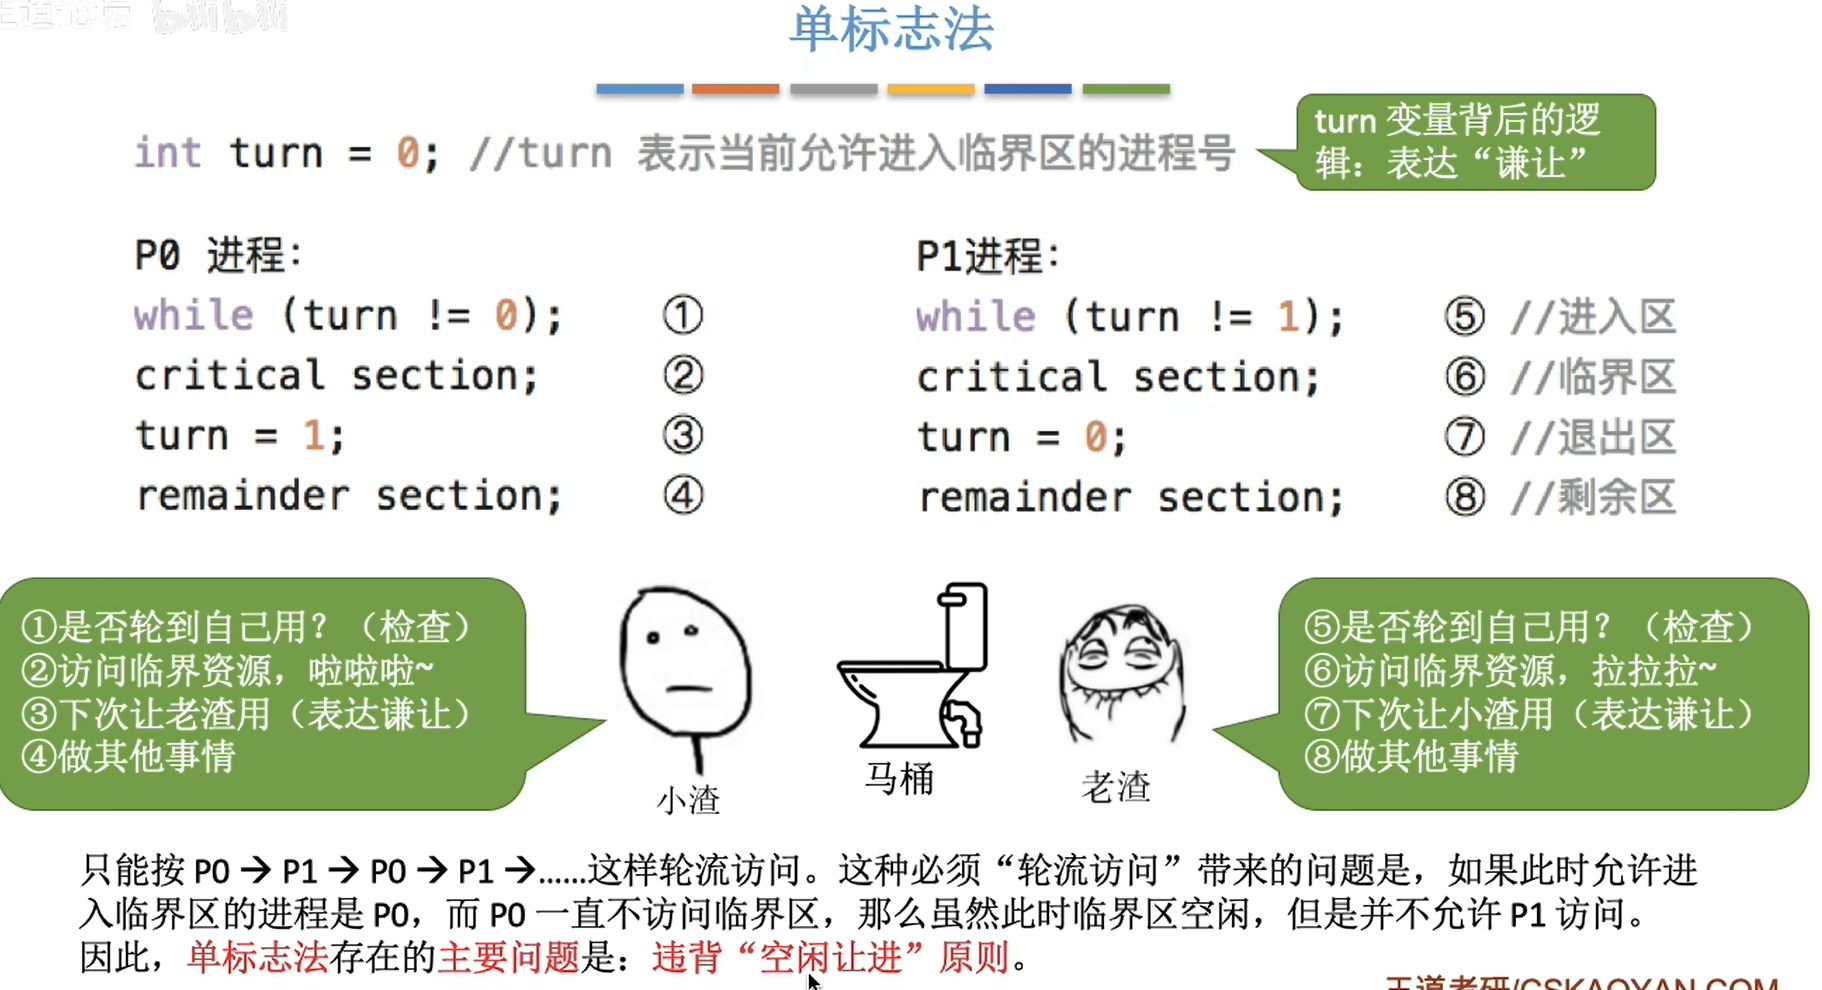 单标志法
int turn = 0; //turn 表示当前允许进入临界区的进程号
turn 变量背后的逻
辑：表达“谦让”
P0 进程：
while (turn != 0); ①
critical section; ②
turn = 1; ③
remainder section; ④
P1进程：
while (turn != 1); ⑤ //进入区
critical section; ⑥ //临界区
turn = 0; ⑦ //退出区
remainder section; ⑧ //剩余区
①是否轮到自己用？（检查）
②访问临界资源，啦啦啦~
③下次让老渣用（表达谦让）
④做其他事情
小渣
马桶
老渣
⑤是否轮到自己用？（检查）
⑥访问临界资源，拉拉拉~
⑦下次让小渣用（表达谦让）
⑧做其他事情
只能按 P0 → P1 → P0 → P1 →……这样轮流访问。这种必须“轮流访问”带来的问题是，如果此时允许进
入临界区的进程是 P0，而 P0 一直不访问临界区，那么虽然此时临界区空闲，但是并不允许 P1 访问。
因此，单标志法存在的主要问题是：违背“空闲让进”原则。
王道考研/CSKAOYAN.COM